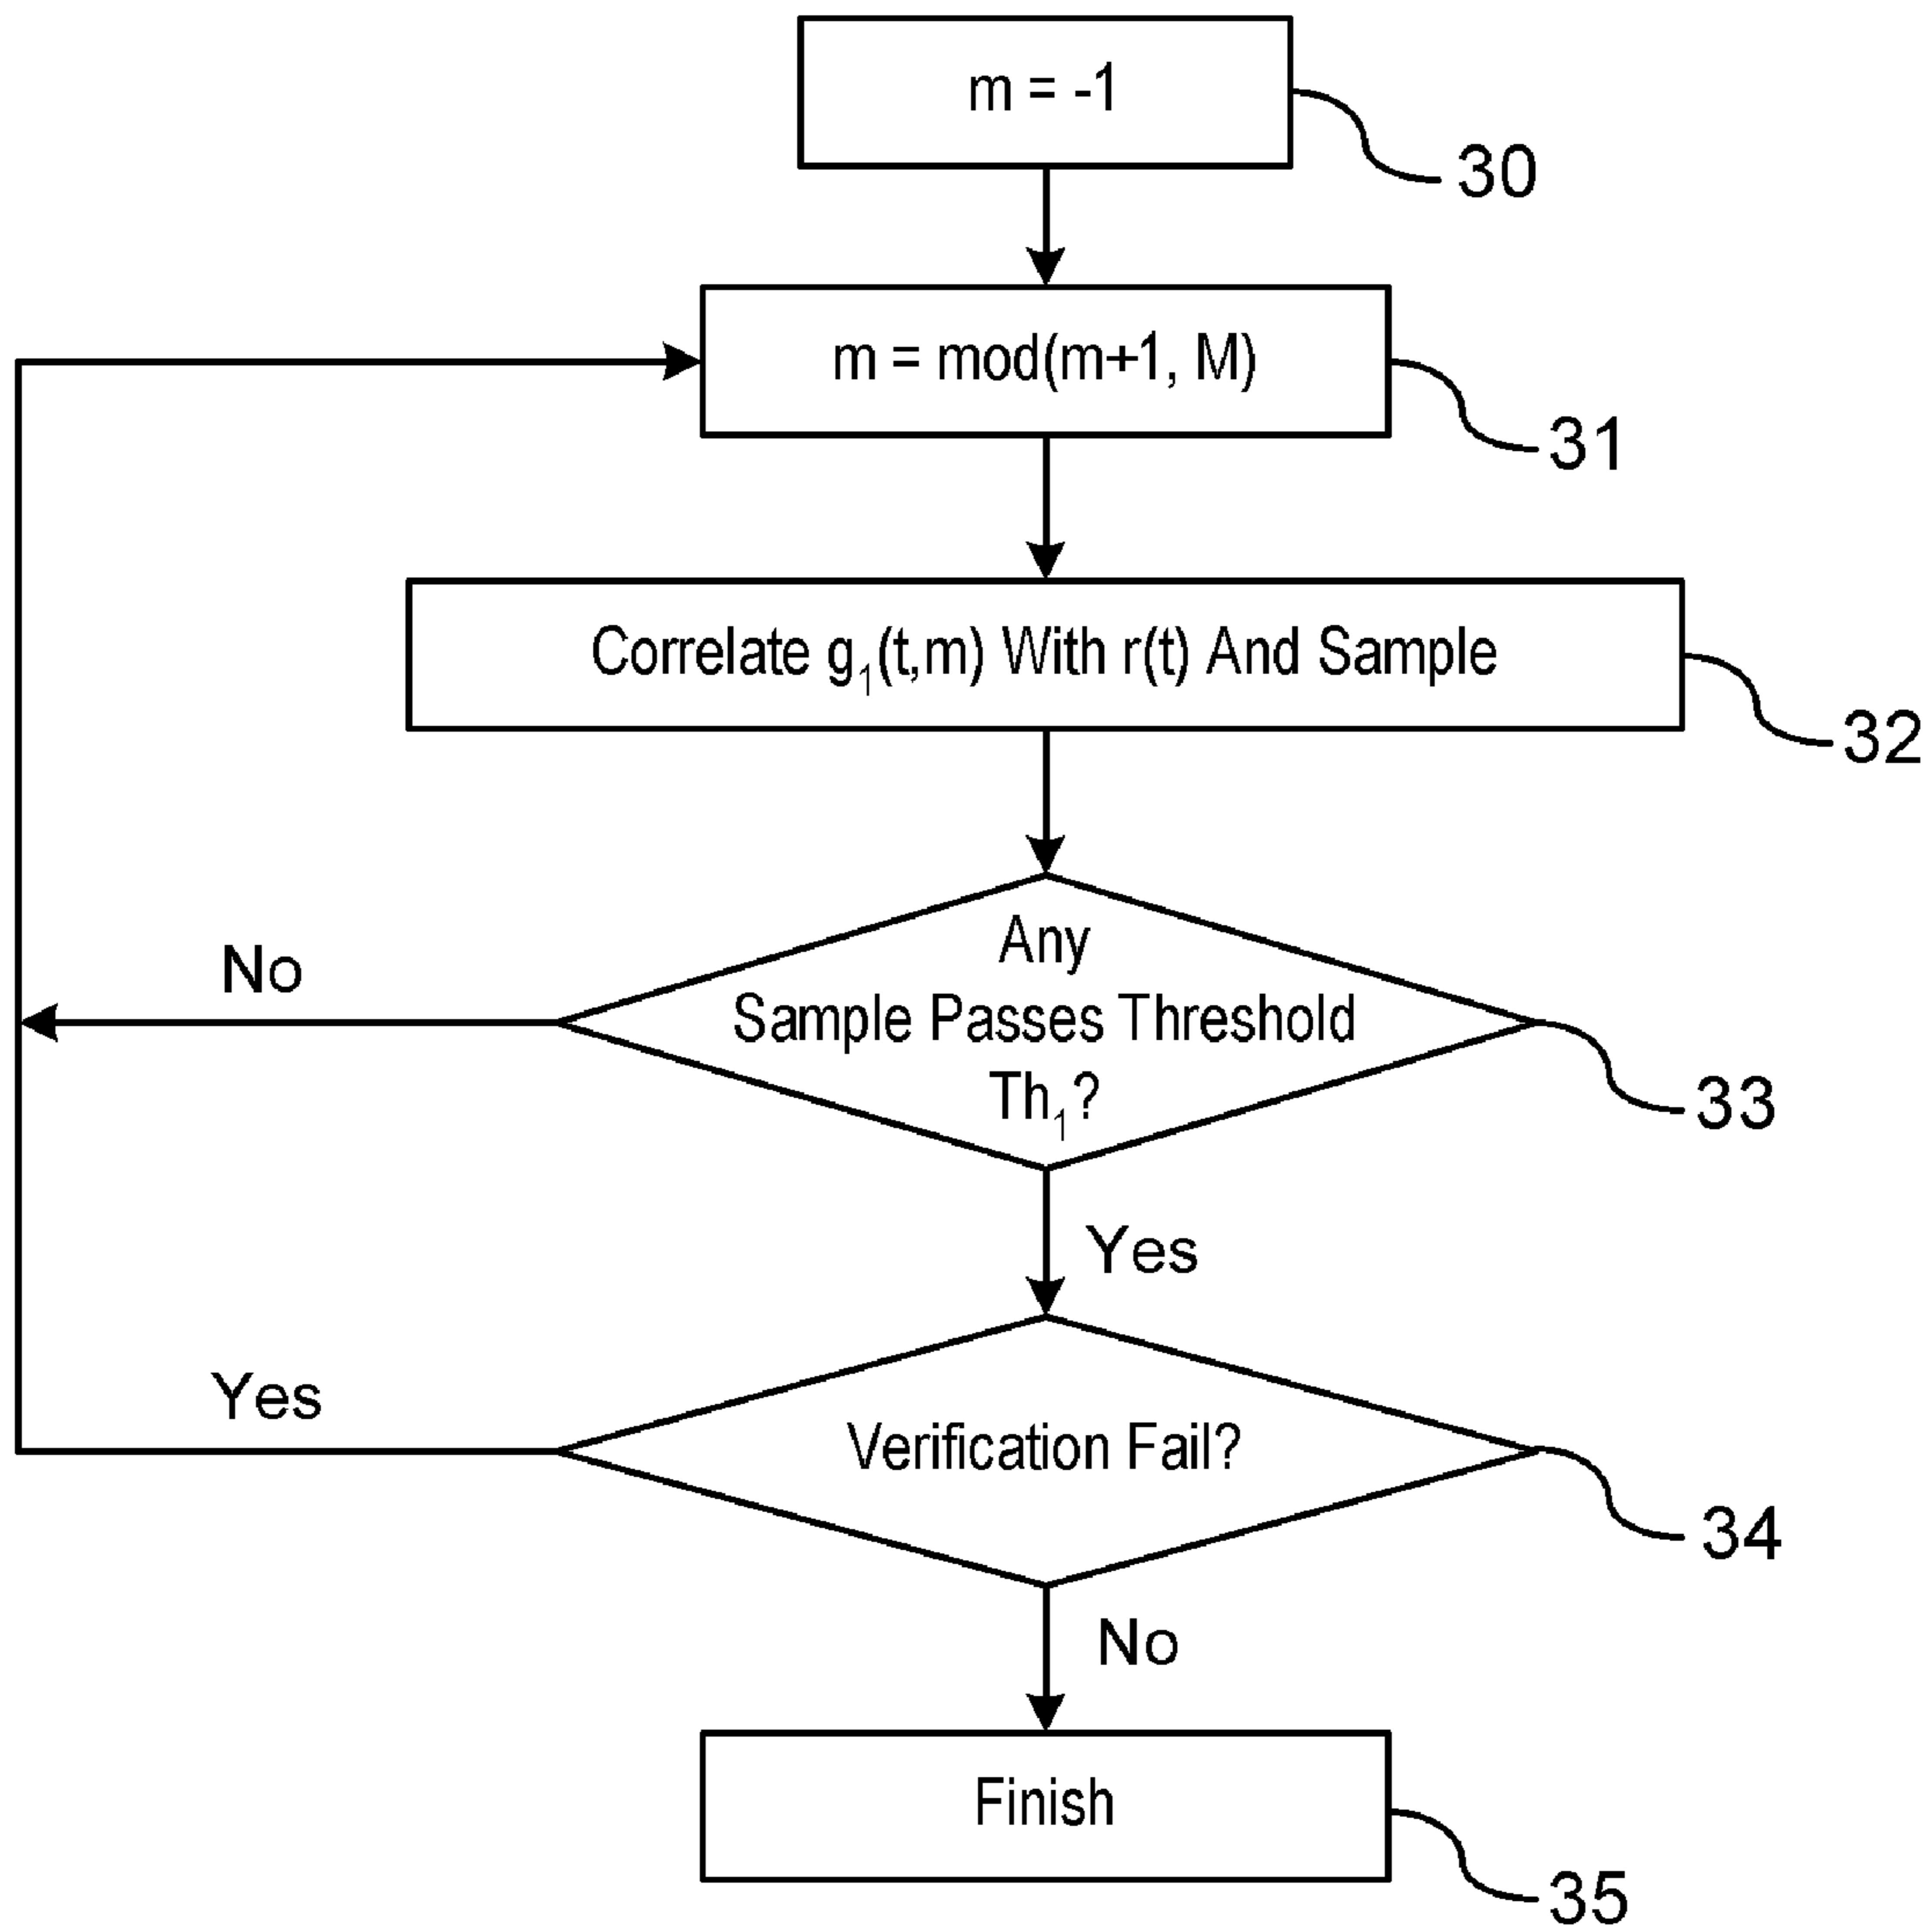 m = -1
30
m = mod(m+1, M)
31
Correlate g₁(t,m) With r(t) And Sample
32
Any
Sample Passes Threshold
Th₁?
33
No
Yes
Verification Fail?
34
Yes
No
Finish
35